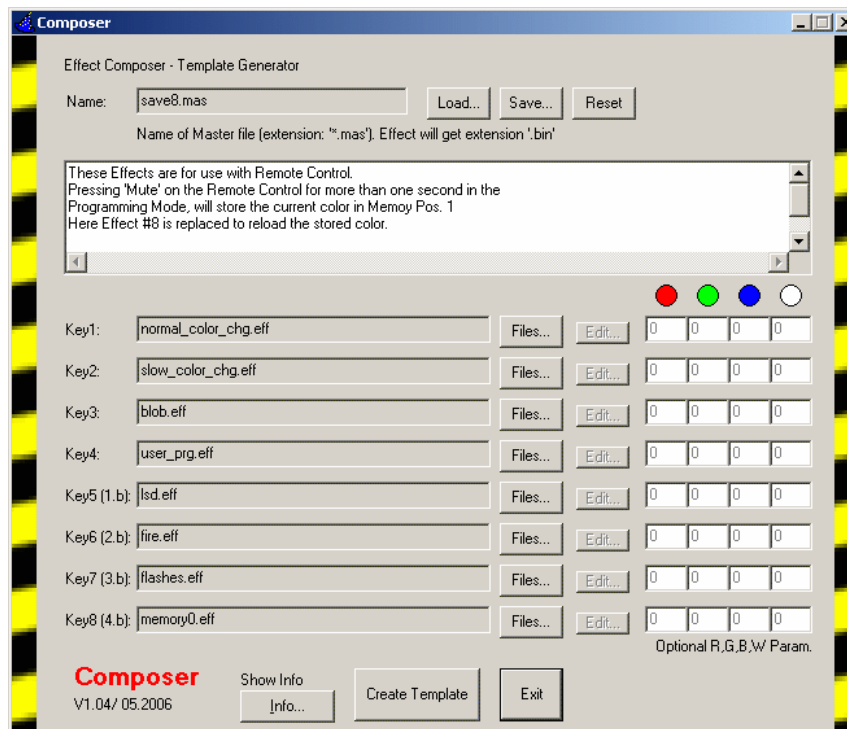 Composer
Effect Composer - Template Generator
Name: save8.mas Load... Save... Reset
Name of Master file (extension: '*.mas'). Effect will get extension '.bin'
These Effects are for use with Remote Control.
Pressing 'Mute' on the Remote Control for more than one second in the
Programming Mode, will store the current color in Memoy Pos. 1
Here Effect #8 is replaced to reload the stored color.
Key1: normal_color_chg.eff Files... Edit... 0 0 0 0
Key2: slow_color_chg.eff Files... Edit... 0 0 0 0
Key3: blob.eff Files... Edit... 0 0 0 0
Key4: user_prg.eff Files... Edit... 0 0 0 0
Key5 (1.b): lsd.eff Files... Edit... 0 0 0 0
Key6 (2.b): fire.eff Files... Edit... 0 0 0 0
Key7 (3.b): flashes.eff Files... Edit... 0 0 0 0
Key8 (4.b): memory0.eff Files... Edit... 0 0 0 0
Optional R,G,B,W Param.
Composer
V1.04/ 05.2006
Show Info
Info...
Create Template
Exit